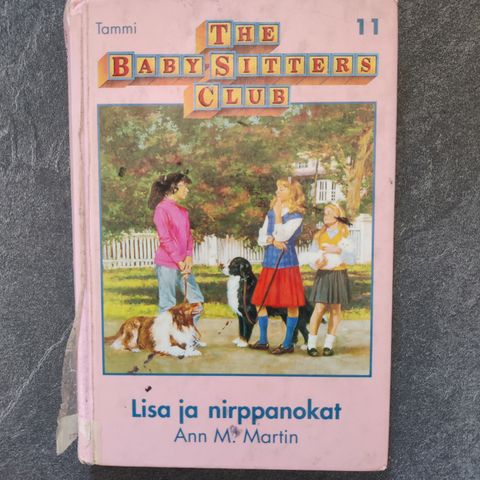 Tammi
11
THE
BABY-SITTERS
CLUB
Lisa ja nirppanokat
Ann M. Martin